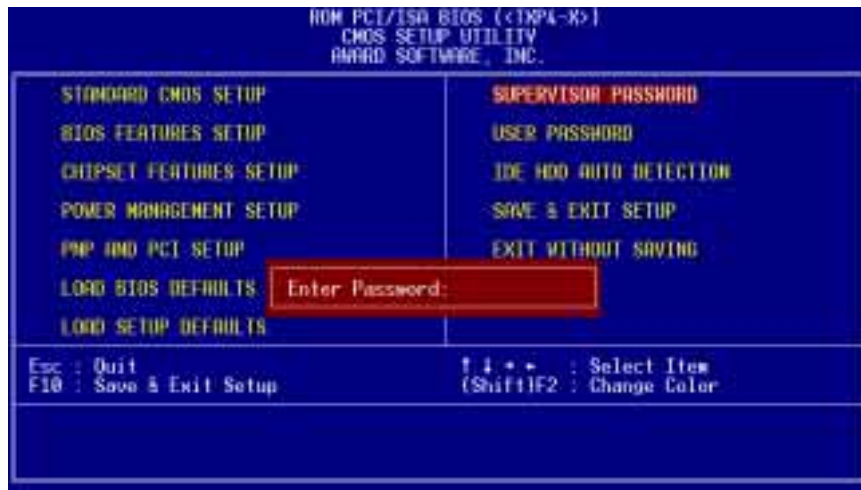 ROM PCI/ISA BIOS (<TXP4-X>)
CMOS SETUP UTILITY
AWARD SOFTWARE, INC.
STANDARD CMOS SETUP
BIOS FEATURES SETUP
CHIPSET FEATURES SETUP
POWER MANAGEMENT SETUP
PNP AND PCI SETUP
LOAD BIOS DEFAULTS
LOAD SETUP DEFAULTS
SUPERVISOR PASSWORD
USER PASSWORD
IDE HDD AUTO DETECTION
SAVE & EXIT SETUP
EXIT WITHOUT SAVING
Enter Password:
Esc : Quit
F10 : Save & Exit Setup
↑ ↓ → ← : Select Item
(Shift)F2 : Change Color